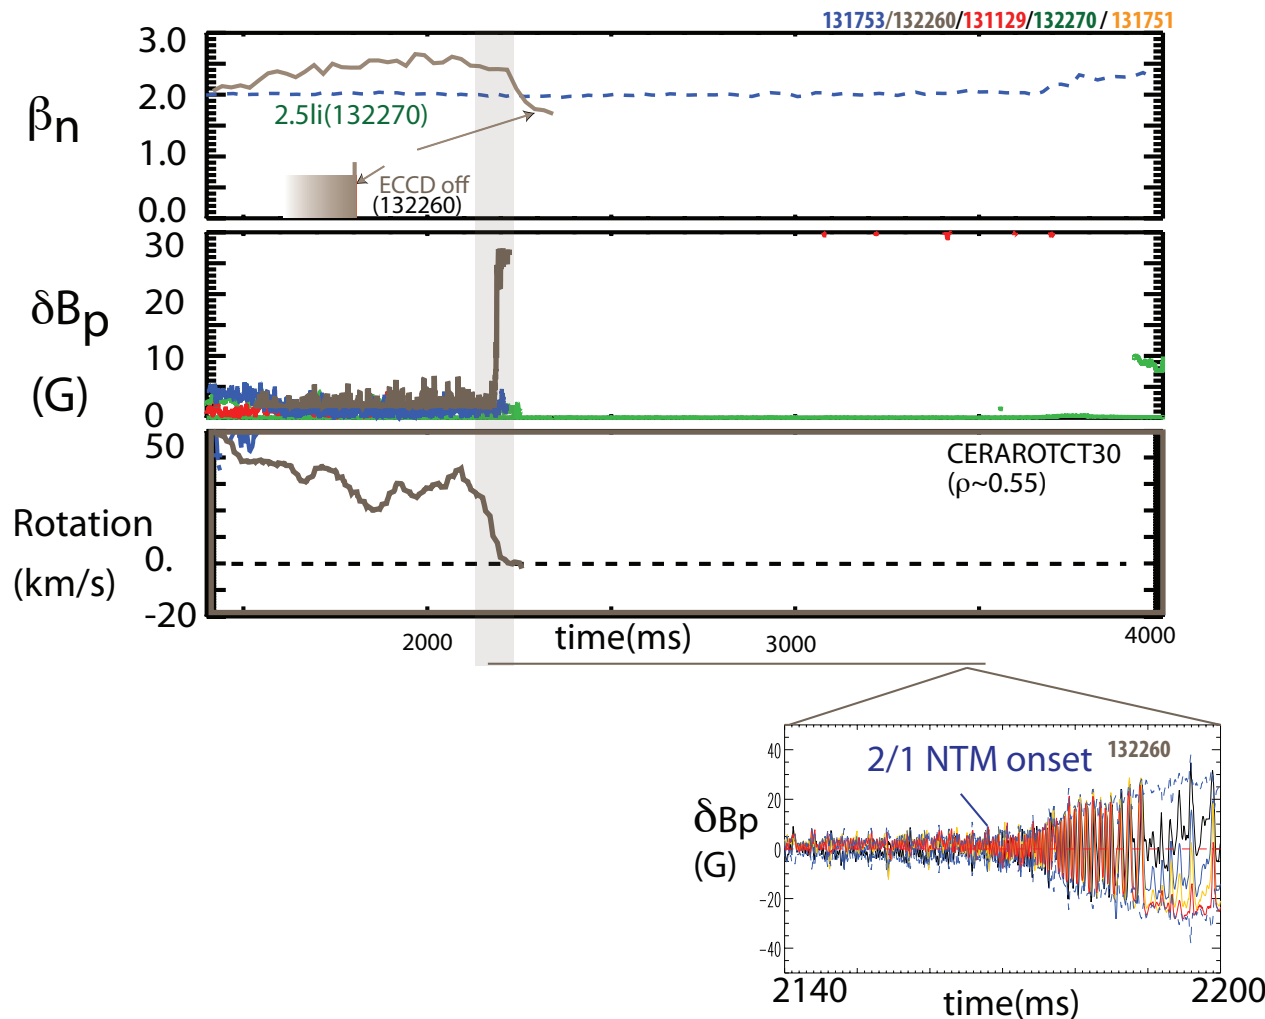 131753/132260/131129/132270 / 131751
3.0
2.0
1.0
0.0
βn
2.5li(132270)
ECCD off
(132260)
30
20
10
0
δBp
(G)
50
0.
-20
Rotation
(km/s)
CERAROTCT30
(ρ~0.55)
2000
time(ms)
3000
4000
2/1 NTM onset
132260
δBp
(G)
40
20
0
-20
-40
2140
time(ms)
2200